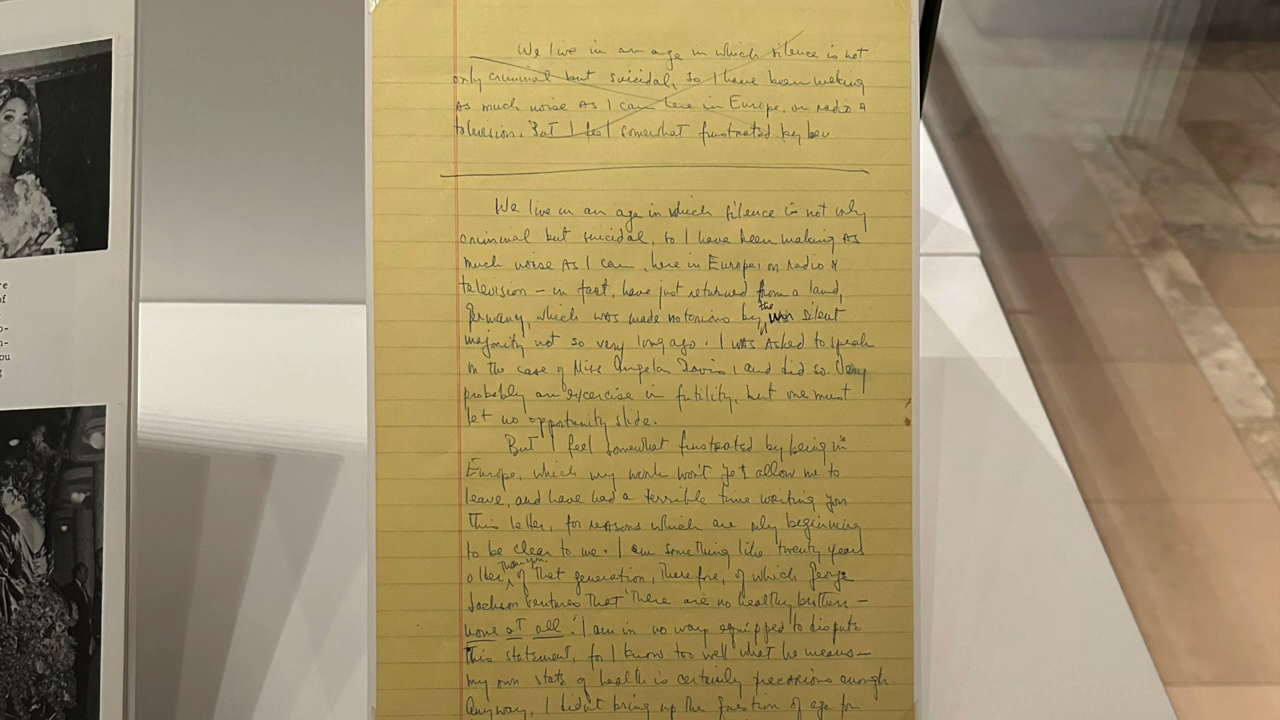 We live in an age in which silence is not
only criminal but suicidal, so I have been making
as much noise as I can here in Europe, on radio &
television. But I feel somewhat frustrated by bei
We live in an age in which silence is not only
criminal but suicidal, so I have been making as
much noise as I can, here in Europe, on radio &
television - in fact, have just returned from a land,
Germany, which was made notorious by the silent
majority not so very long ago. I was asked to speak
on the case of Miss Angela Davis, and did so. Very
probably an exercise in futility, but one must
let no opportunity slide.
But I feel somewhat frustrated by being in
Europe, which my work won't yet allow me to
leave, and have had a terrible time writing you
this letter, for reasons which are only beginning
to be clear to me. I am something like twenty years
older than you, of that generation, therefore, of which George
Jackson ventures that 'there are no healthy brothers -
none at all.' I am in no way equipped to dispute
this statement, for I know too well what he means -
my own state of health is certainly precarious enough.
Anyway, I didn't bring up the question of age for
re
of
ou